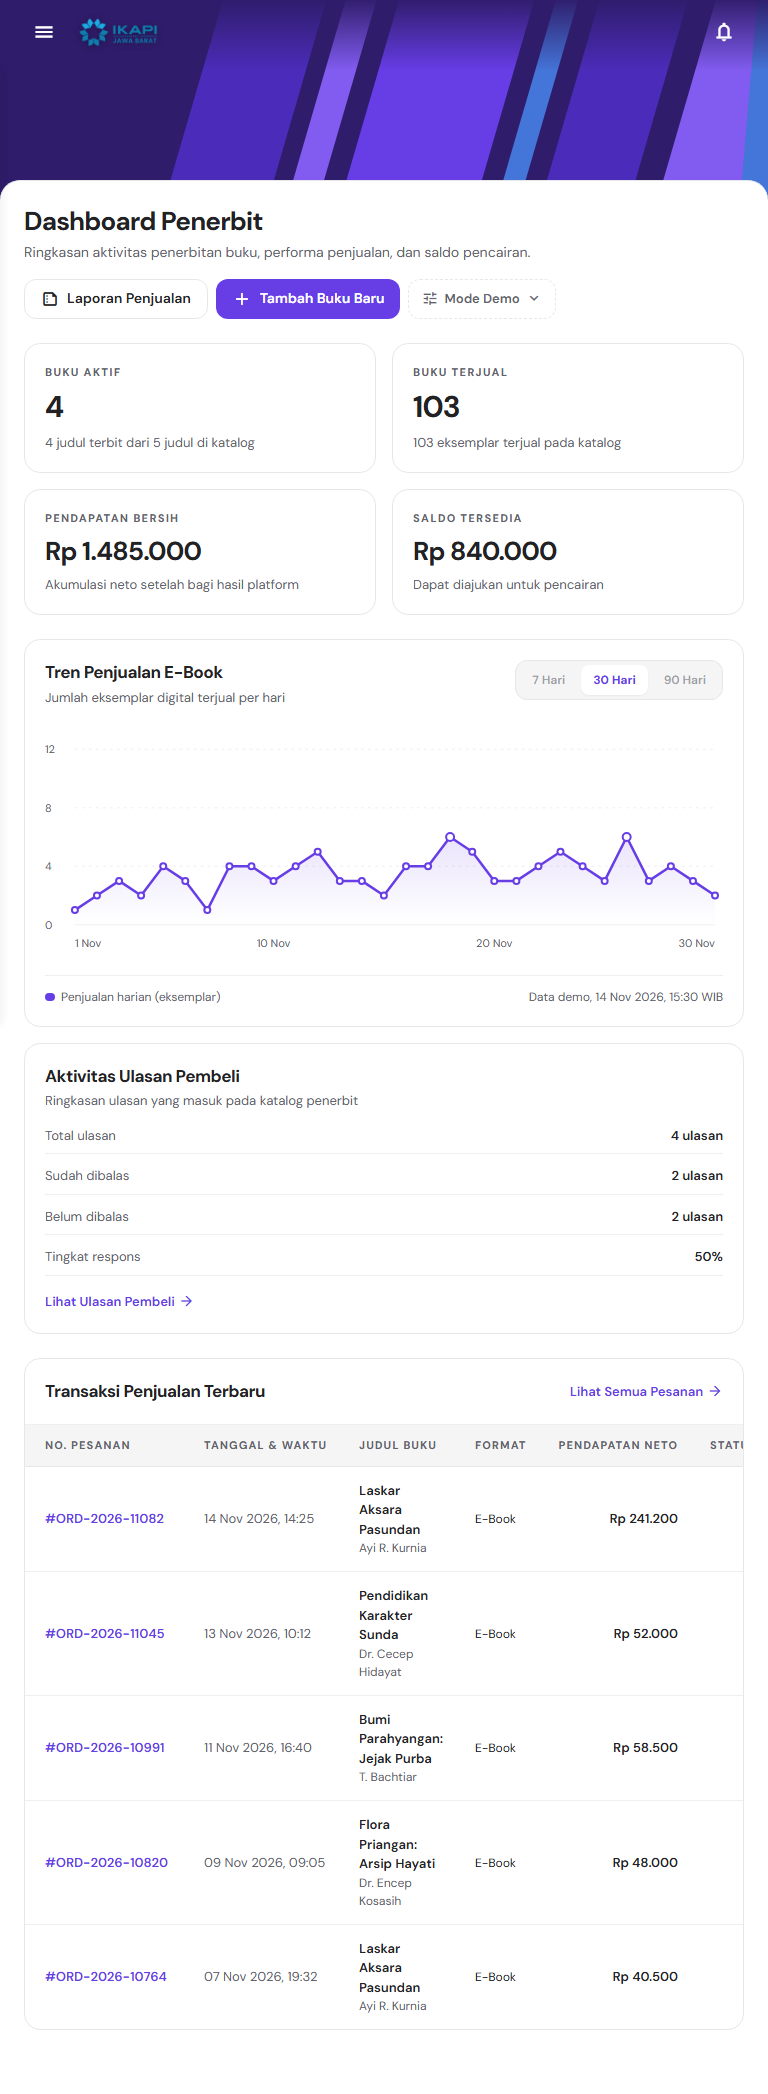 IKAPI
JAWA BARAT
Dashboard Penerbit
Ringkasan aktivitas penerbitan buku, performa penjualan, dan saldo pencairan.
Laporan Penjualan
Tambah Buku Baru
Mode Demo
BUKU AKTIF
4
4 judul terbit dari 5 judul di katalog
BUKU TERJUAL
103
103 eksemplar terjual pada katalog
PENDAPATAN BERSIH
Rp 1.485.000
Akumulasi neto setelah bagi hasil platform
SALDO TERSEDIA
Rp 840.000
Dapat diajukan untuk pencairan
Tren Penjualan E-Book
Jumlah eksemplar digital terjual per hari
7 Hari 30 Hari 90 Hari
12
8
4
0
1 Nov 10 Nov 20 Nov 30 Nov
Penjualan harian (eksemplar)
Data demo, 14 Nov 2026, 15:30 WIB
Aktivitas Ulasan Pembeli
Ringkasan ulasan yang masuk pada katalog penerbit
Total ulasan 4 ulasan
Sudah dibalas 2 ulasan
Belum dibalas 2 ulasan
Tingkat respons 50%
Lihat Ulasan Pembeli →
Transaksi Penjualan Terbaru
Lihat Semua Pesanan →
NO. PESANAN TANGGAL & WAKTU JUDUL BUKU FORMAT PENDAPATAN NETO STATU
#ORD-2026-11082 14 Nov 2026, 14:25
Laskar
Aksara
Pasundan
Ayi R. Kurnia
E-Book Rp 241.200
#ORD-2026-11045 13 Nov 2026, 10:12
Pendidikan
Karakter
Sunda
Dr. Cecep
Hidayat
E-Book Rp 52.000
#ORD-2026-10991 11 Nov 2026, 16:40
Bumi
Parahyangan:
Jejak Purba
T. Bachtiar
E-Book Rp 58.500
#ORD-2026-10820 09 Nov 2026, 09:05
Flora
Priangan:
Arsip Hayati
Dr. Encep
Kosasih
E-Book Rp 48.000
#ORD-2026-10764 07 Nov 2026, 19:32
Laskar
Aksara
Pasundan
Ayi R. Kurnia
E-Book Rp 40.500